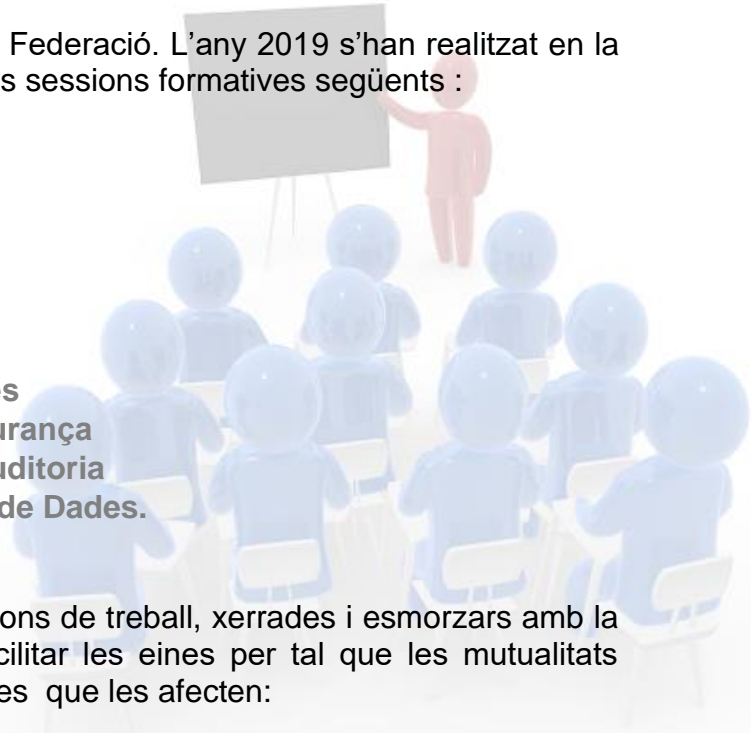 Federació. L’any 2019 s’han realitzat en la
s sessions formatives següents :
es
urança
uditoria
de Dades.
ons de treball, xerrades i esmorzars amb la
cilitar les eines per tal que les mutualitats
es que les afecten: